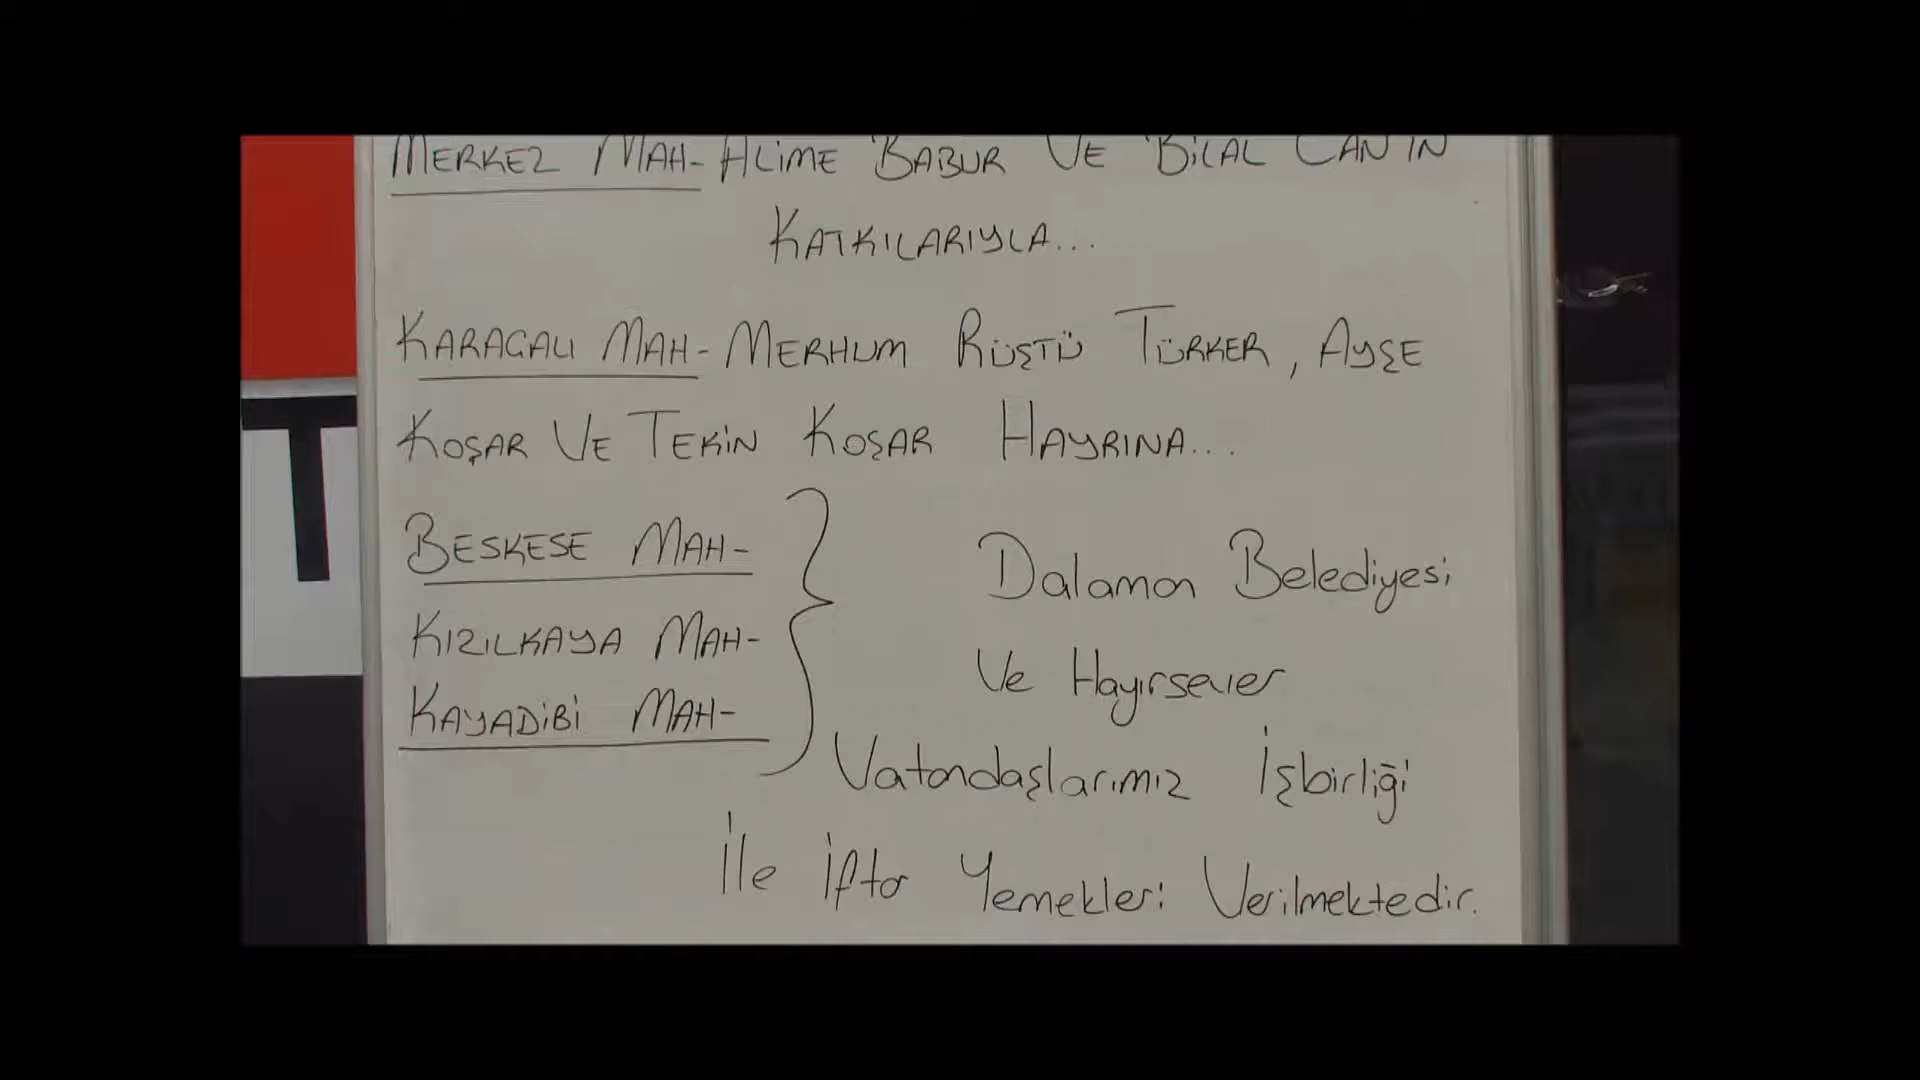 MERKEZ MAH- ALİME BABUR VE BİLAL CAN'IN
KATKILARIYLA...
KARAGALI MAH- MERHUM RÜŞTÜ TÜRKER, AYŞE
KOŞAR VE TEKİN KOŞAR HAYRINA...
BESKESE MAH-
KIZILKAYA MAH-
KAYADİBİ MAH-
Dalaman Belediyesi
Ve Hayırsever
Vatandaşlarımız İşbirliği
İle İftar Yemekleri Verilmektedir.
T